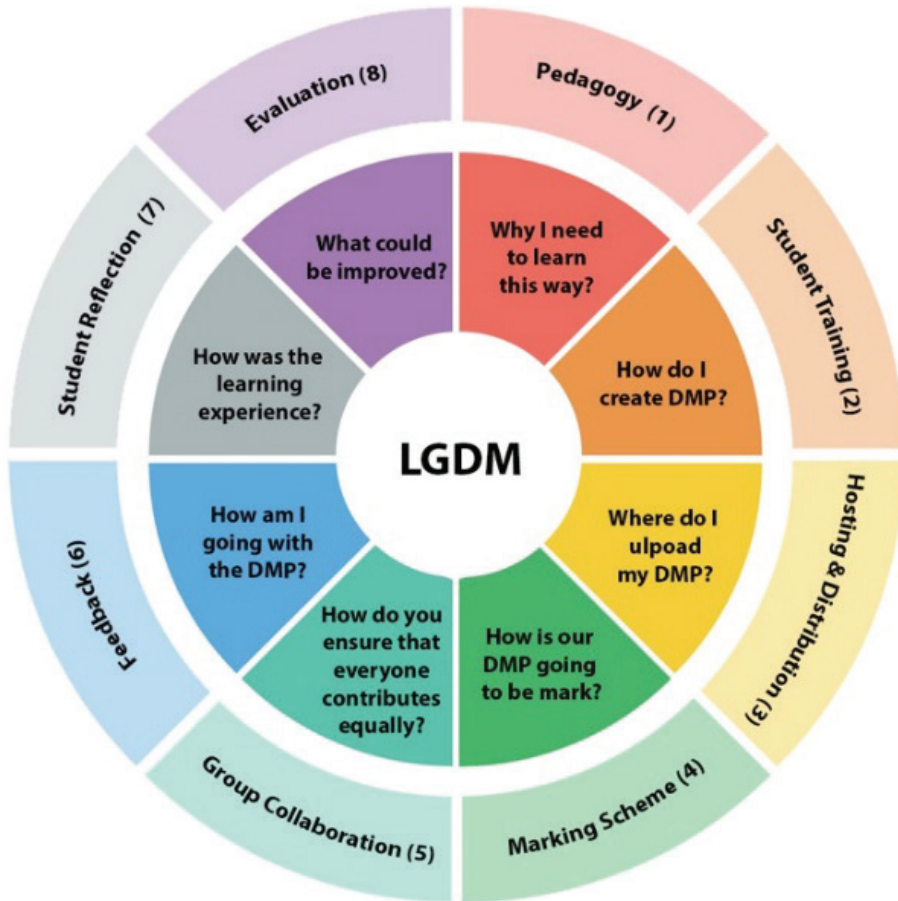 Pedagogy (1)
Why I need
to learn
this way?
Student Training (2)
How do I
create DMP?
Hosting & Distribution (3)
Where do I
ulpoad
my DMP?
Marking Scheme (4)
How is our
DMP going
to be mark?
Group Collaboration (5)
How do you
ensure that
everyone
contributes
equally?
Feedback (6)
How am I
going with
the DMP?
Student Reflection (7)
How was the
learning
experience?
Evaluation (8)
What could
be improved?
LGDM